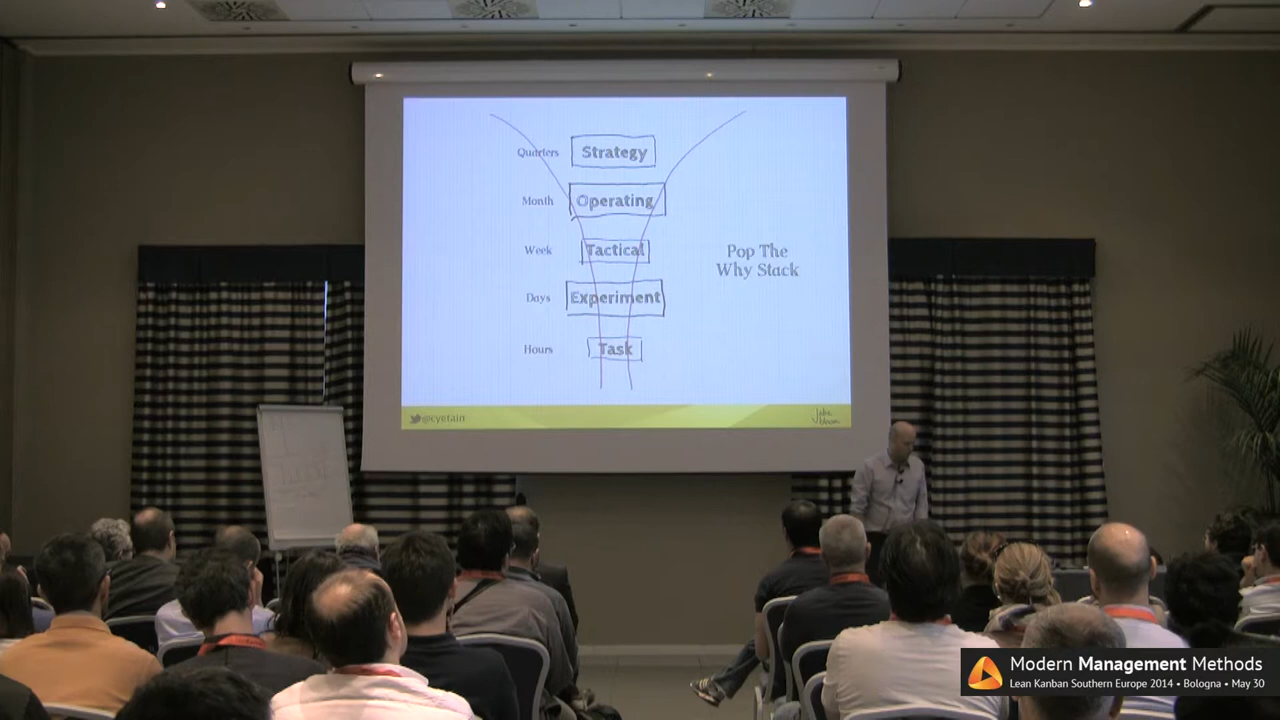 Quarters Strategy
Month Operating
Week Tactical
Pop The
Why Stack
Days Experiment
Hours Task
@cyetain
Modern Management Methods
Lean Kanban Southern Europe 2014 • Bologna • May 30